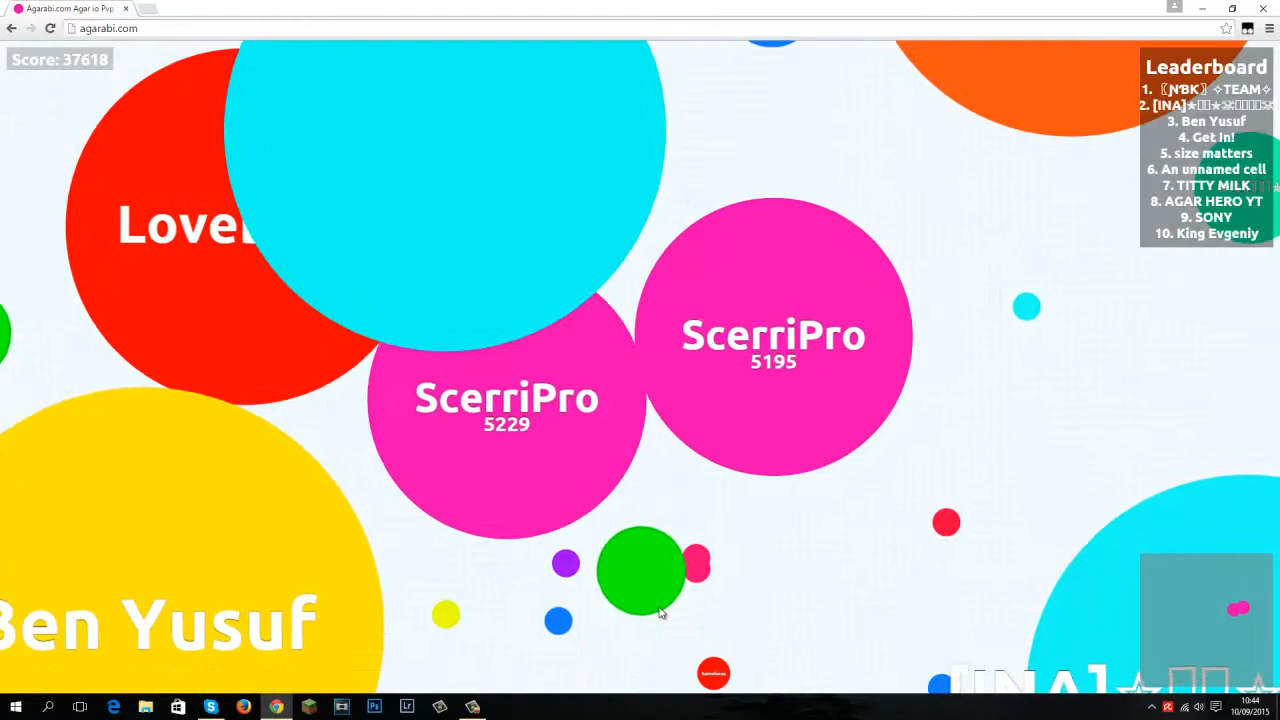 Agarabi.com Agar io Pvp
agarabi.com
Score: 37618
Leaderboard
1.〖ƝƁK〗✧TEAM✧
2. [INA]★
3. Ben Yusuf
4. Get In!
5. size matters
6. An unnamed cell
7. TITTY MILK
8. AGAR HERO YT
9. SONY
10. King Evgeniy
Love
ScerriPro
5195
ScerriPro
5229
Ben Yusuf
[INA]★
10:44
10/09/2015